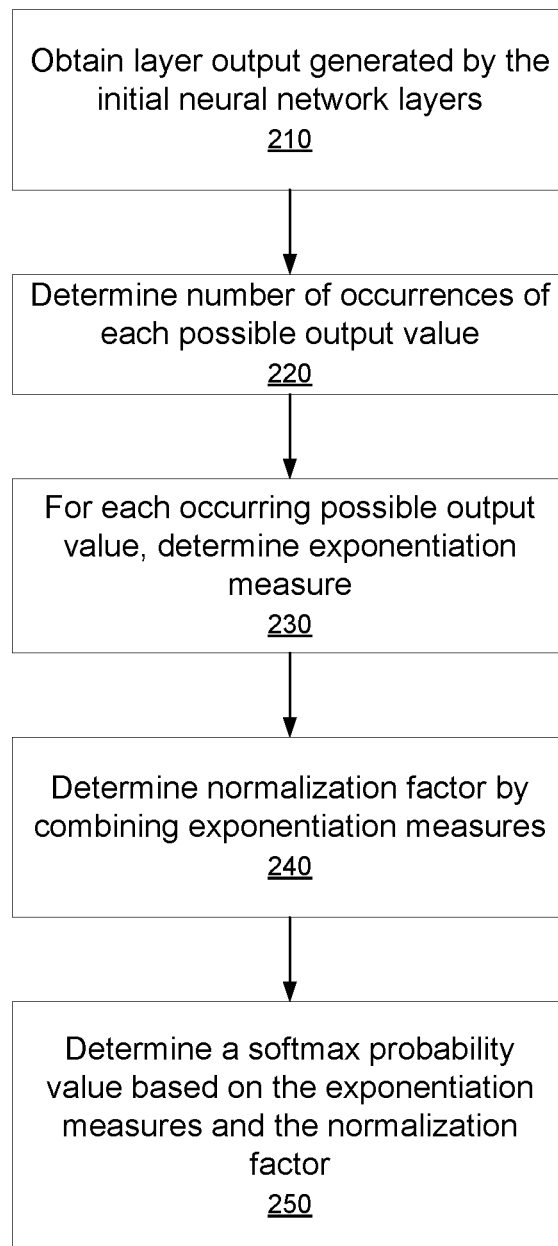 Obtain layer output generated by the
initial neural network layers
210
Determine number of occurrences of
each possible output value
220
For each occurring possible output
value, determine exponentiation
measure
230
Determine normalization factor by
combining exponentiation measures
240
Determine a softmax probability
value based on the exponentiation
measures and the normalization
factor
250